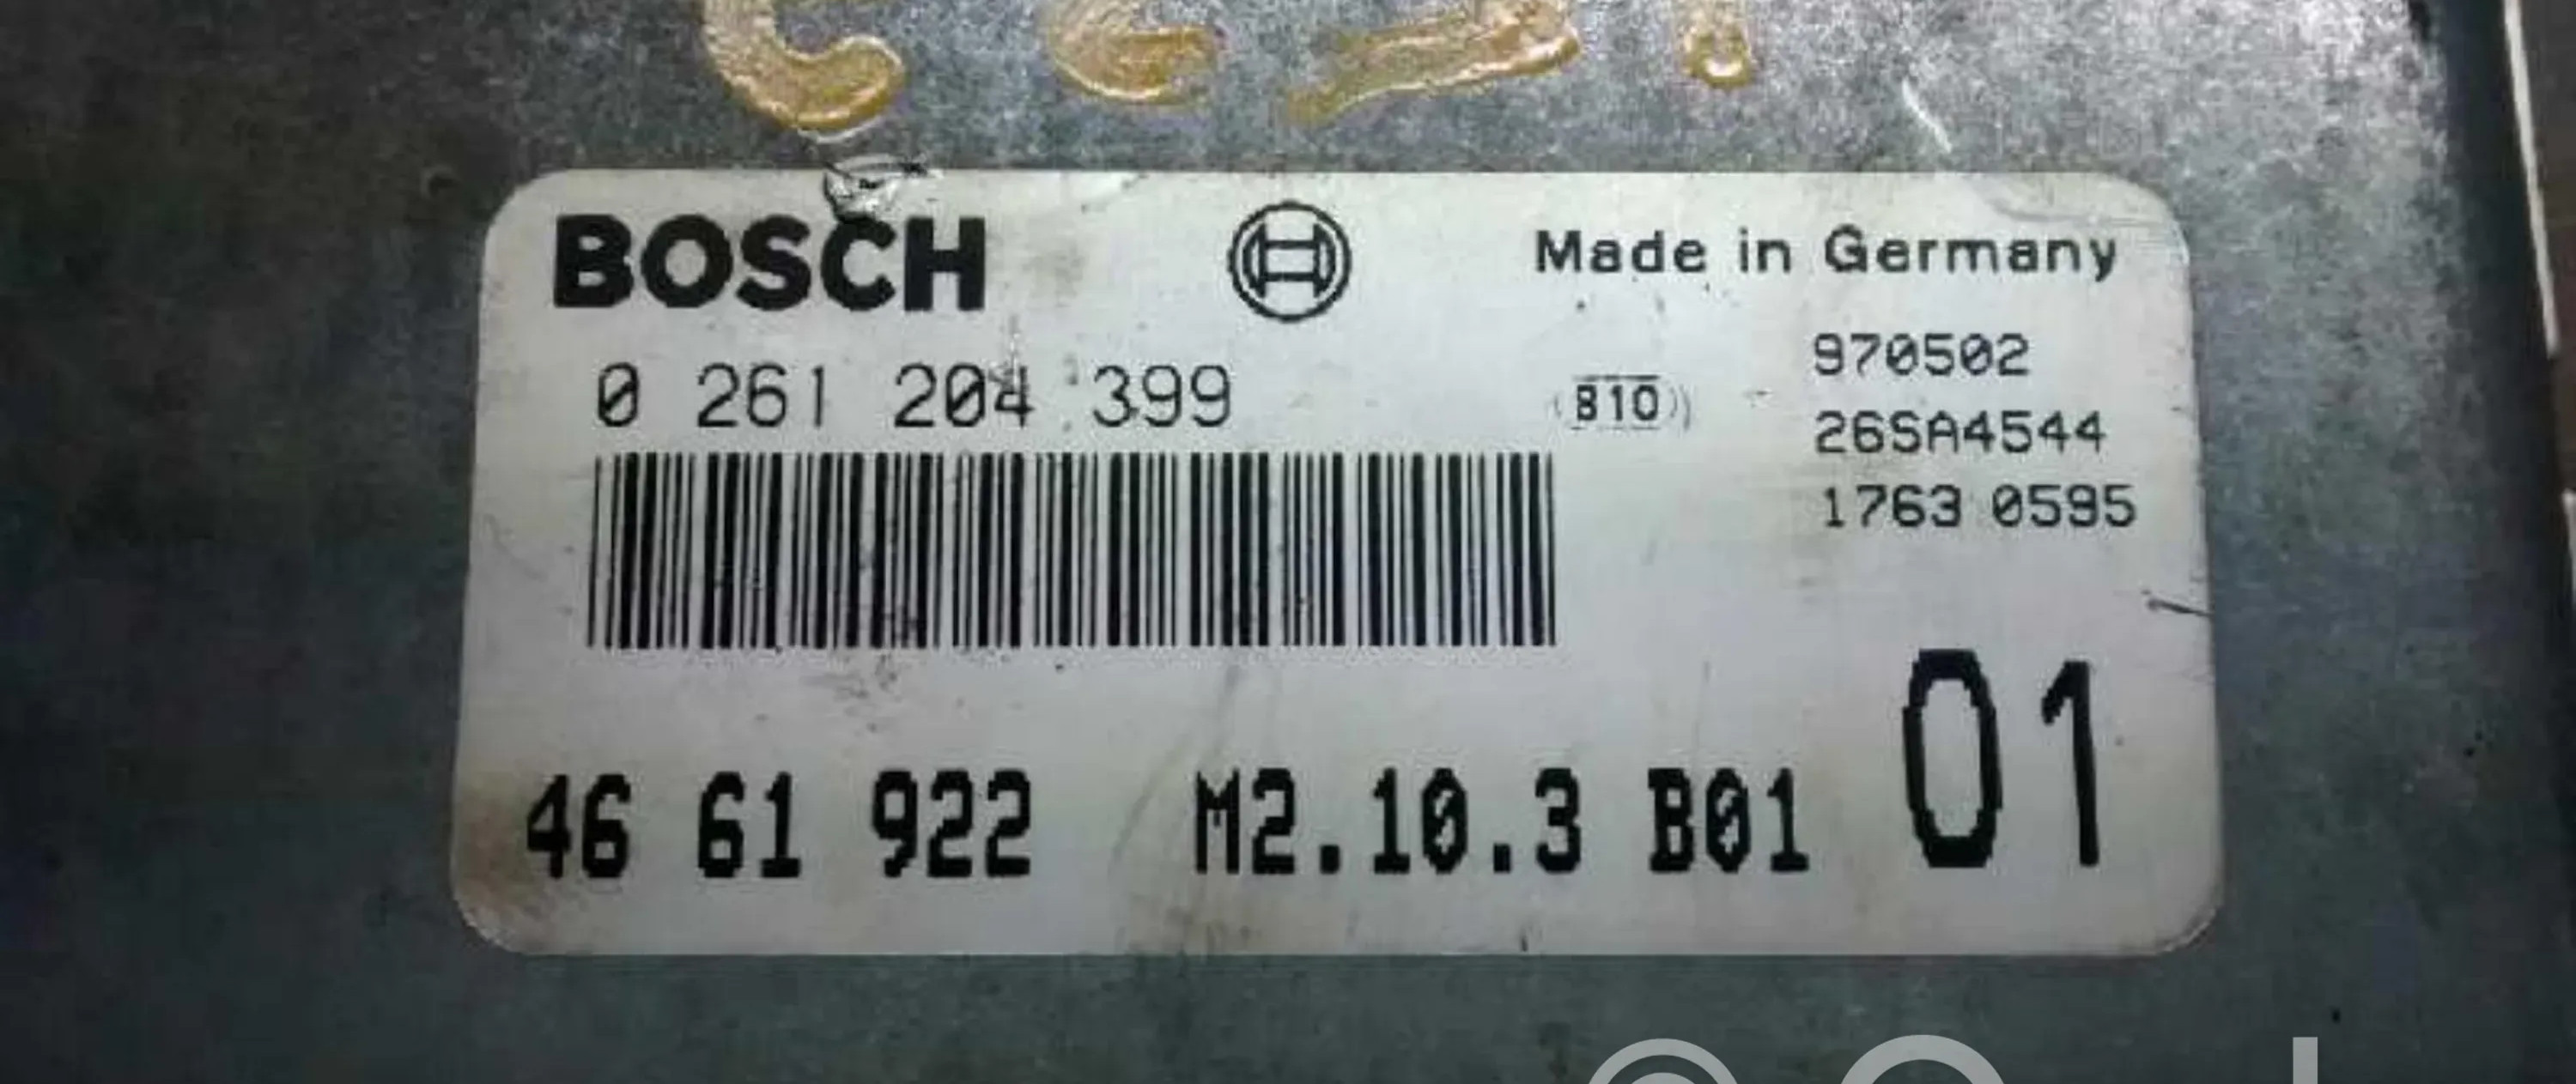 BOSCH
Made in Germany
0 261 204 399
B10
970502
26SA4544
1763 0595
01
46 61 922 M2.10.3 B01